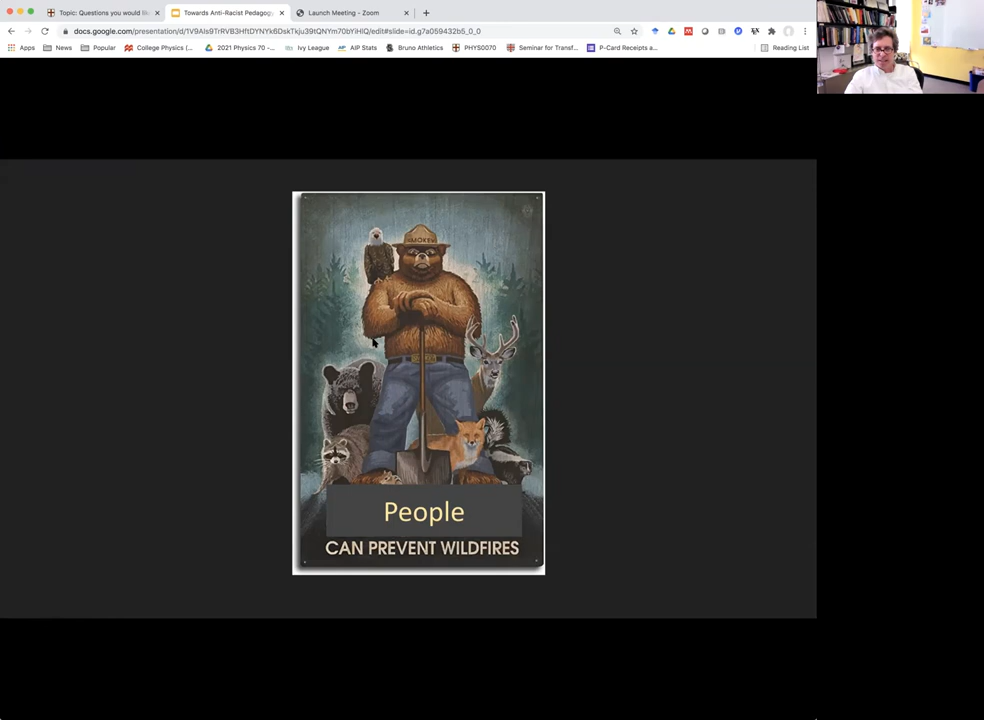 Topic: Questions you would lik
Towards Anti-Racist Pedagogy
Launch Meeting - Zoom
docs.google.com/presentation/d/1V9AIs9TrRVB3HftDYNYk6DskTkju39tQNYm70bYiHIQ/edit#slide=id.g7a059432b5_0_0
Apps
News
Popular
College Physics (...
2021 Physics 70 -...
Ivy League
AIP Stats
Bruno Athletics
PHYS0070
Seminar for Transf...
P-Card Receipts a...
Reading List
SMOKEY
People
CAN PREVENT WILDFIRES